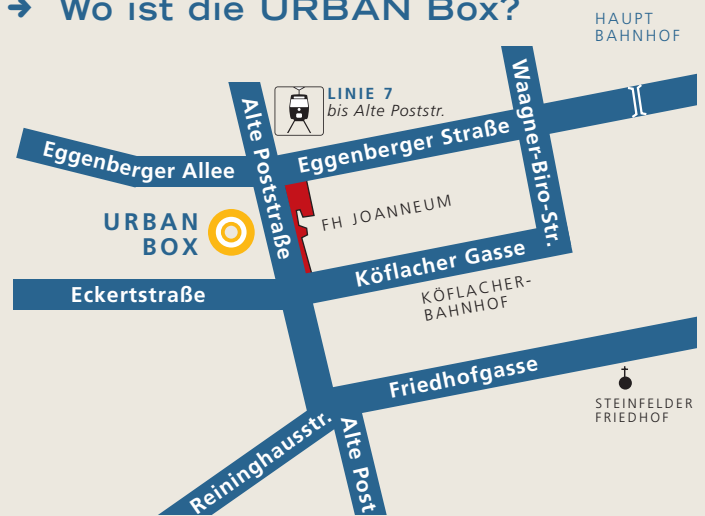 → Wo ist die URBAN Box?
HAUPT
BAHNHOF
LINIE 7
bis Alte Poststr.
Waagner-Biro-Str.
Alte Poststraße
Eggenberger Allee
Eggenberger Straße
FH JOANNEUM
URBAN
BOX
Köflacher Gasse
Eckertstraße
KÖFLACHER-
BAHNHOF
Friedhofgasse
STEINFELDER
FRIEDHOF
Reininghausstr.
Alte Post